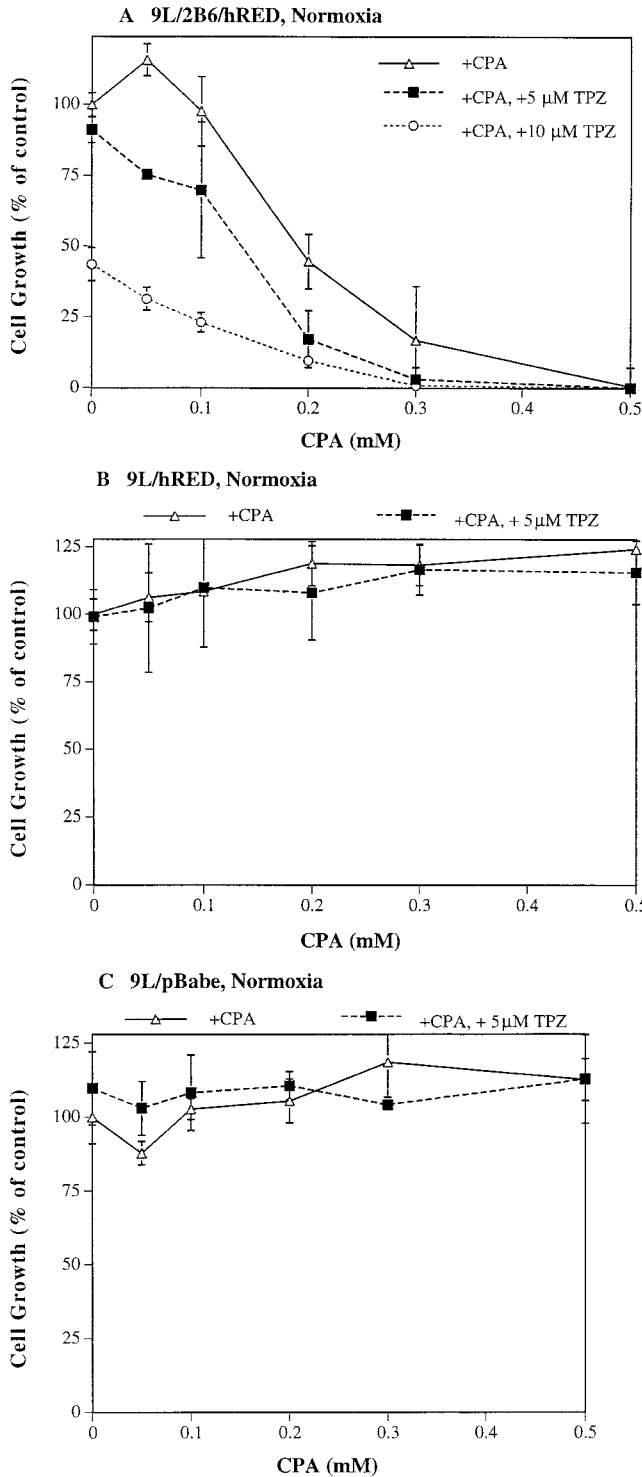 A 9L/2B6/hRED, Normoxia
+CPA
+CPA, +5 μM TPZ
+CPA, +10 μM TPZ
Cell Growth (% of control)
100
75
50
25
0
0 0.1 0.2 0.3 0.4 0.5
CPA (mM)
B 9L/hRED, Normoxia
+CPA
+CPA, + 5μM TPZ
Cell Growth (% of control)
125
100
75
50
25
0
0 0.1 0.2 0.3 0.4 0.5
CPA (mM)
C 9L/pBabe, Normoxia
+CPA
+CPA, + 5μM TPZ
Cell Growth (% of control)
125
100
75
125
25
0
0 0.1 0.2 0.3 0.4 0.5
CPA (mM)